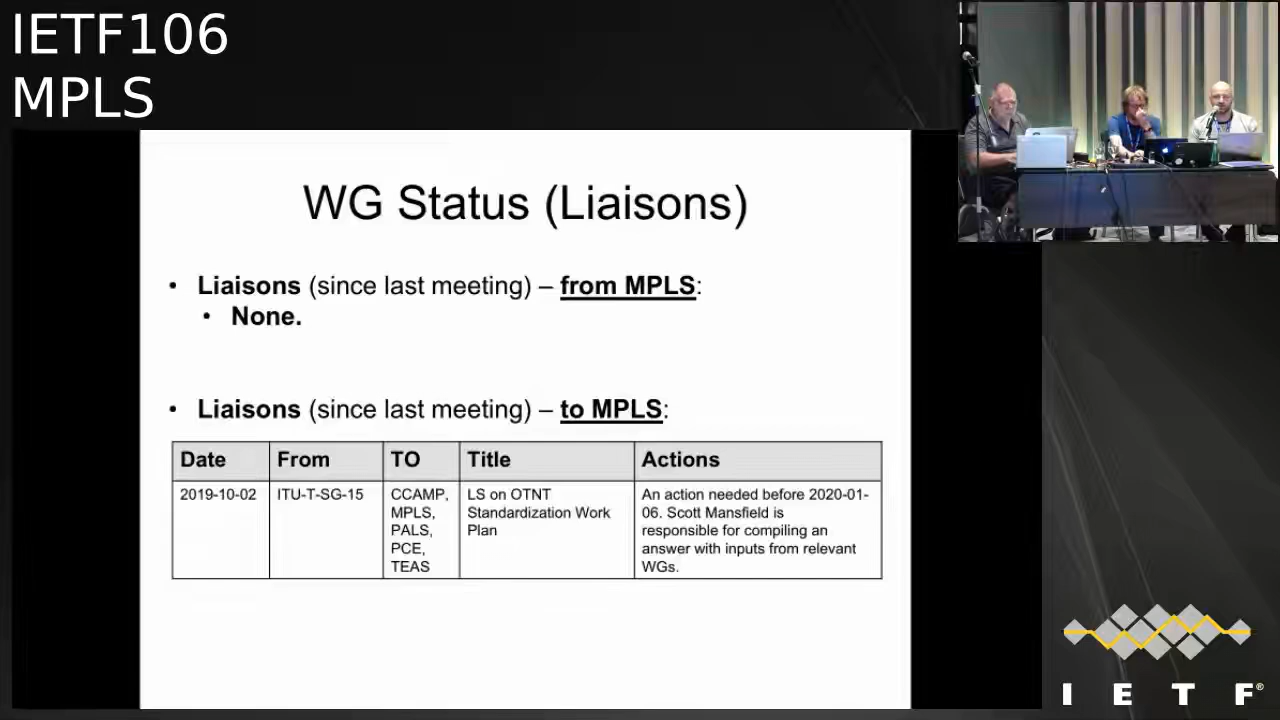 IETF106
MPLS
WG Status (Liaisons)
• Liaisons (since last meeting) – from MPLS:
• None.
• Liaisons (since last meeting) – to MPLS:
Date From TO Title Actions
2019-10-02 ITU-T-SG-15 CCAMP, MPLS, PALS, PCE, TEAS LS on OTNT Standardization Work Plan An action needed before 2020-01-06. Scott Mansfield is responsible for compiling an answer with inputs from relevant WGs.
I E T F®